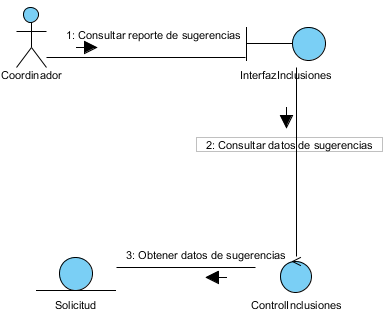 1: Consultar reporte de sugerencias
Coordinador
InterfazInclusiones
2: Consultar datos de sugerencias
3: Obtener datos de sugerencias
Solicitud
ControlInclusiones